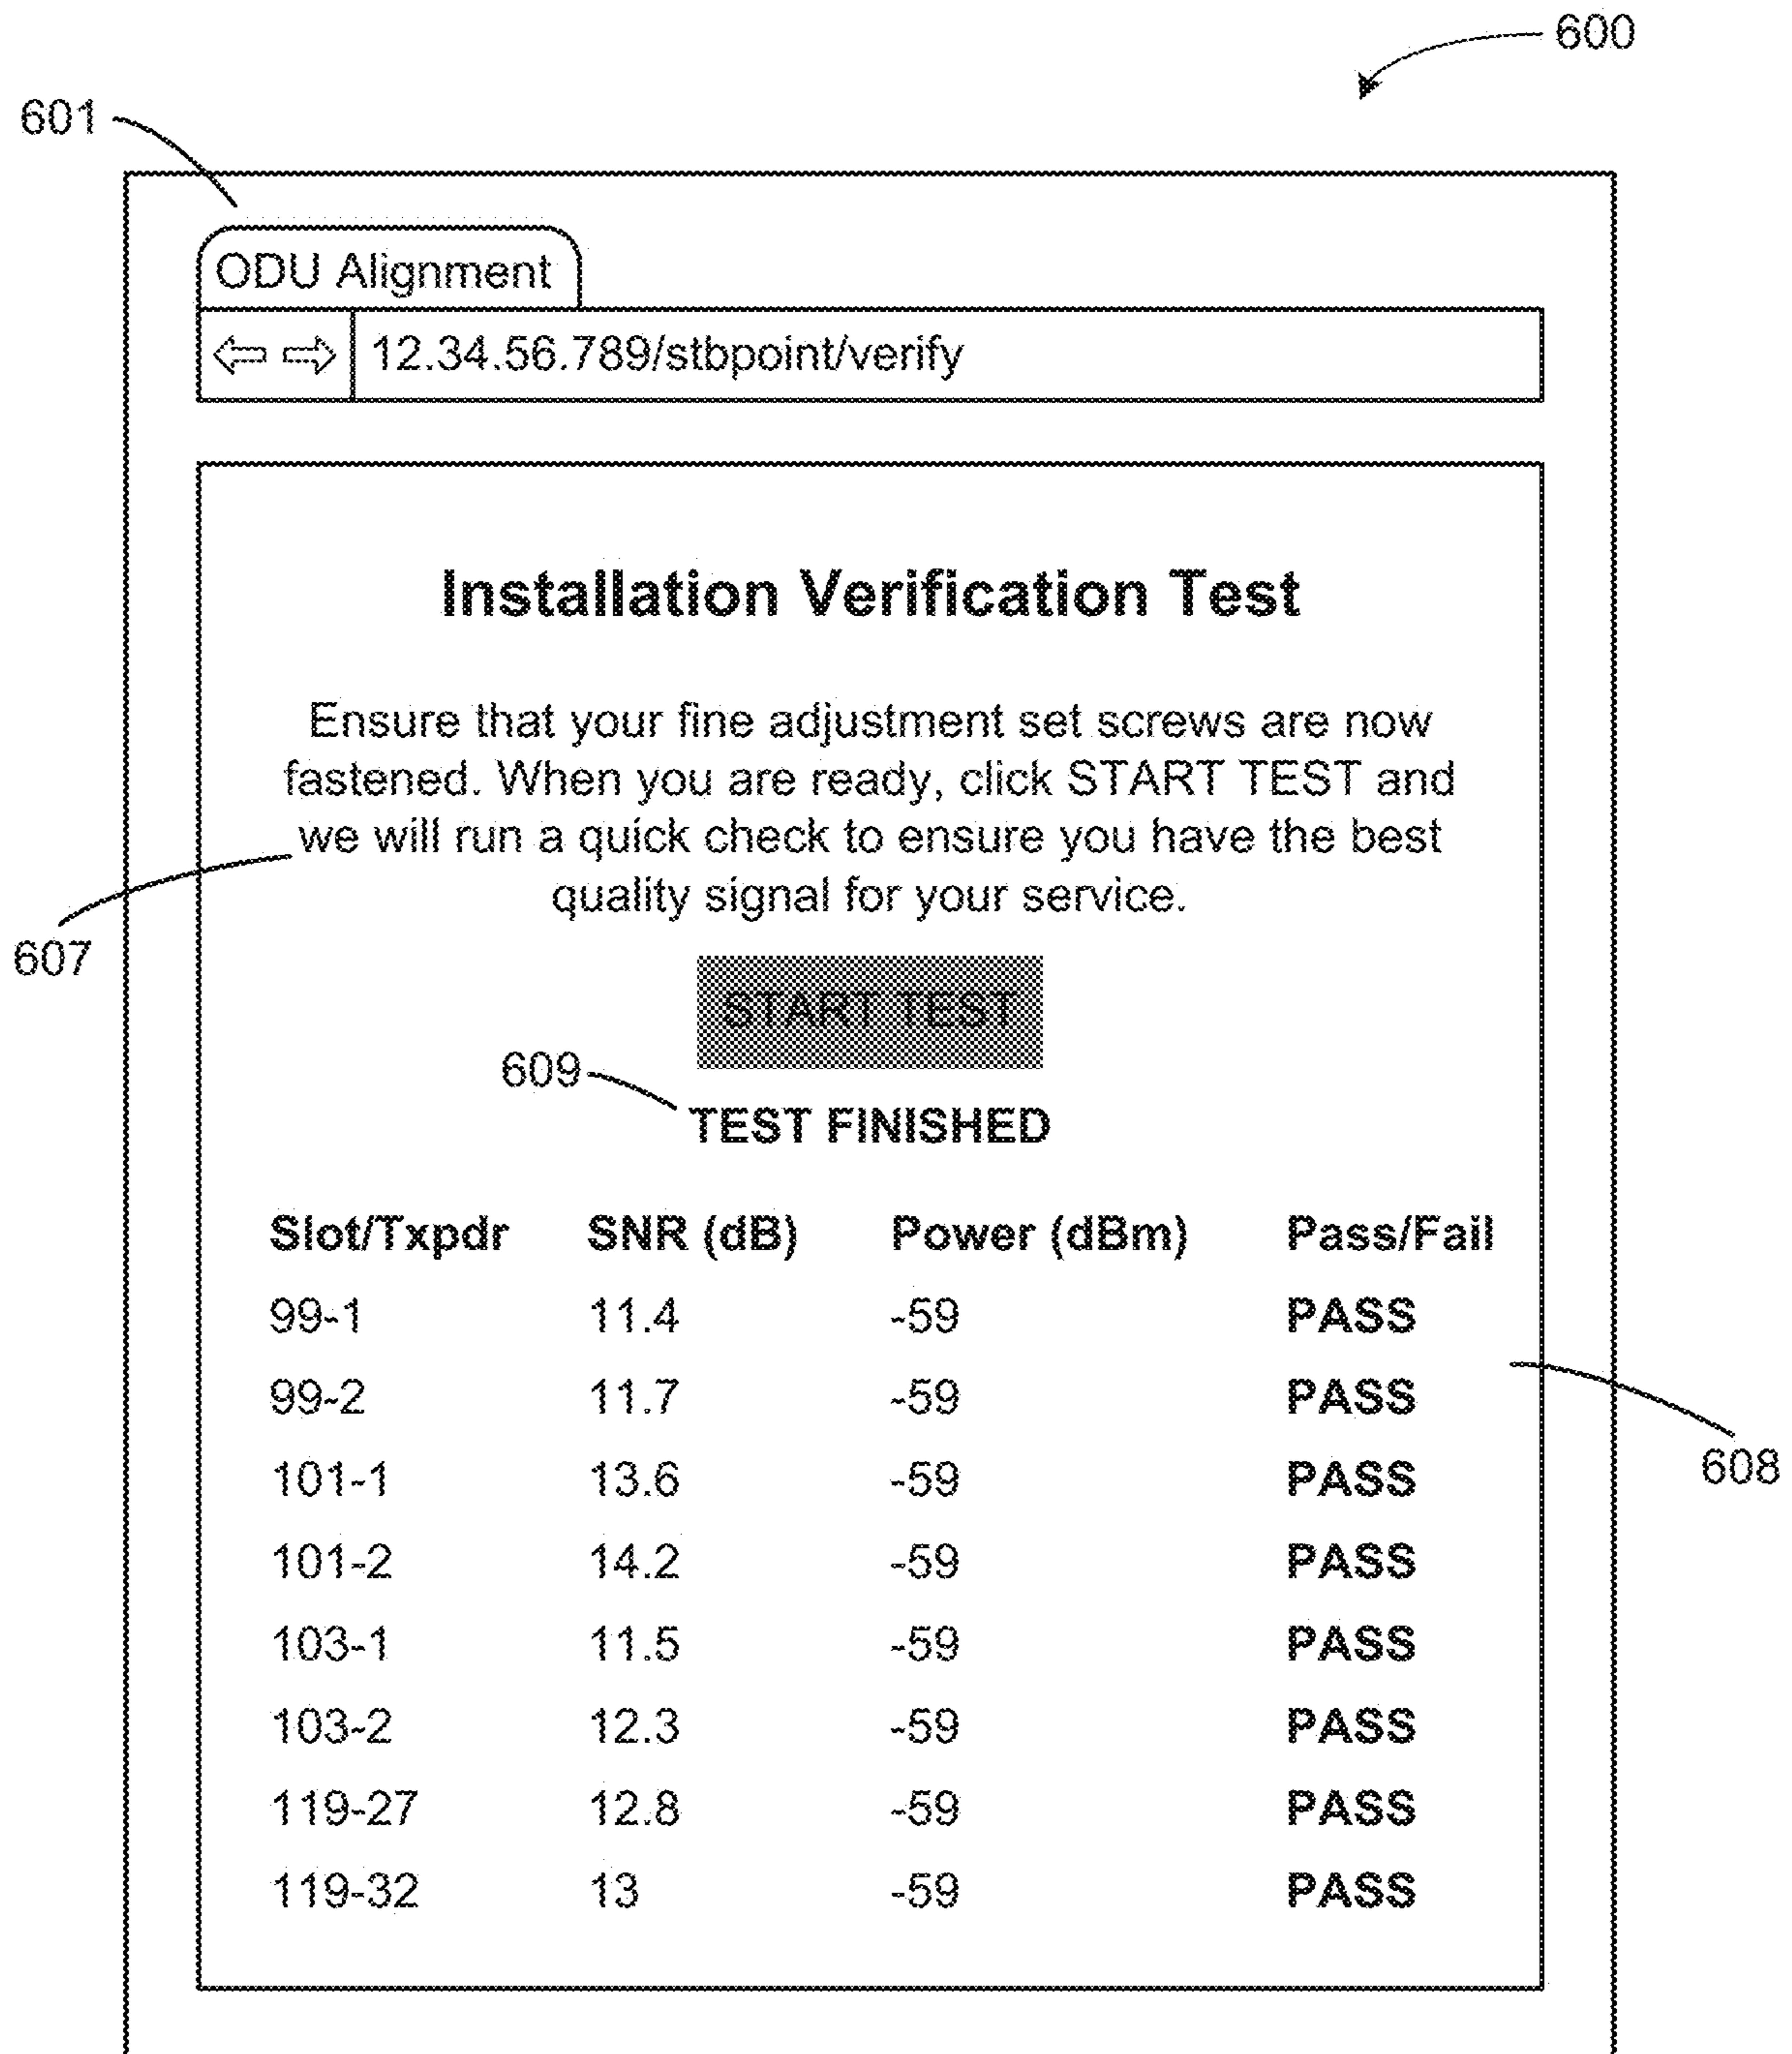 600
601
ODU Alignment
12.34.56.789/stbpoint/verify
Installation Verification Test
Ensure that your fine adjustment set screws are now
fastened. When you are ready, click START TEST and
we will run a quick check to ensure you have the best
quality signal for your service.
607
START TEST
609
TEST FINISHED
Slot/Txpdr SNR (dB) Power (dBm) Pass/Fail
99-1 11.4 -59 PASS
99-2 11.7 -59 PASS
608
101-1 13.6 -59 PASS
101-2 14.2 -59 PASS
103-1 11.5 -59 PASS
103-2 12.3 -59 PASS
119-27 12.8 -59 PASS
119-32 13 -59 PASS